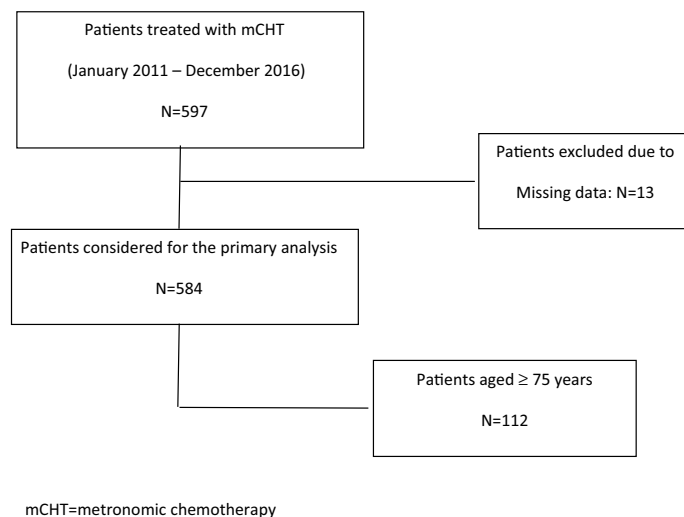 Patients treated with mCHT
(January 2011 – December 2016)
N=597
Patients excluded due to
Missing data: N=13
Patients considered for the primary analysis
N=584
Patients aged ≥ 75 years
N=112
mCHT=metronomic chemotherapy